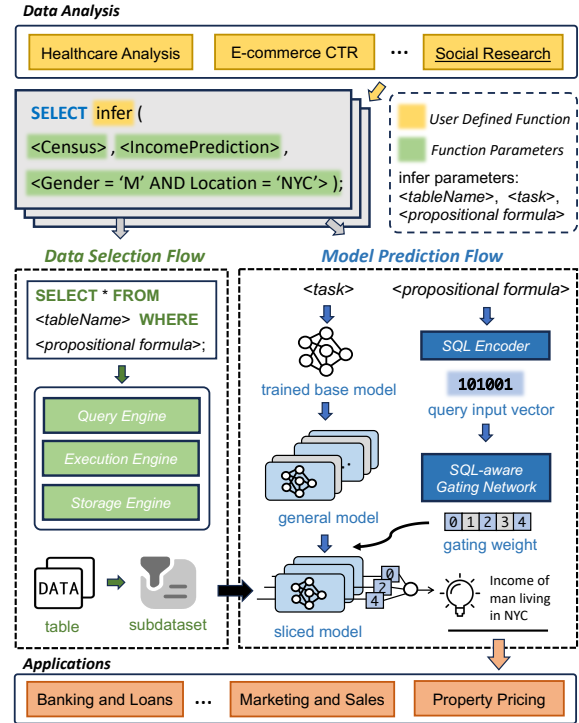 Data Analysis
Healthcare Analysis
E-commerce CTR
...
Social Research
SELECT infer (
<Census> , <IncomePrediction> ,
<Gender = ‘M’ AND Location = ‘NYC’> );
User Defined Function
Function Parameters
infer parameters:
<tableName>, <task>,
<propositional formula>
Data Selection Flow
SELECT * FROM
<tableName> WHERE
<propositional formula>;
Query Engine
Execution Engine
Storage Engine
DATA
table
subdataset
Model Prediction Flow
<task>
<propositional formula>
trained base model
SQL Encoder
101001
query input vector
general model
...
SQL-aware
Gating Network
0 1 2 3 4
gating weight
sliced model
0
2
4
Income of
man living
in NYC
Applications
Banking and Loans
...
Marketing and Sales
Property Pricing